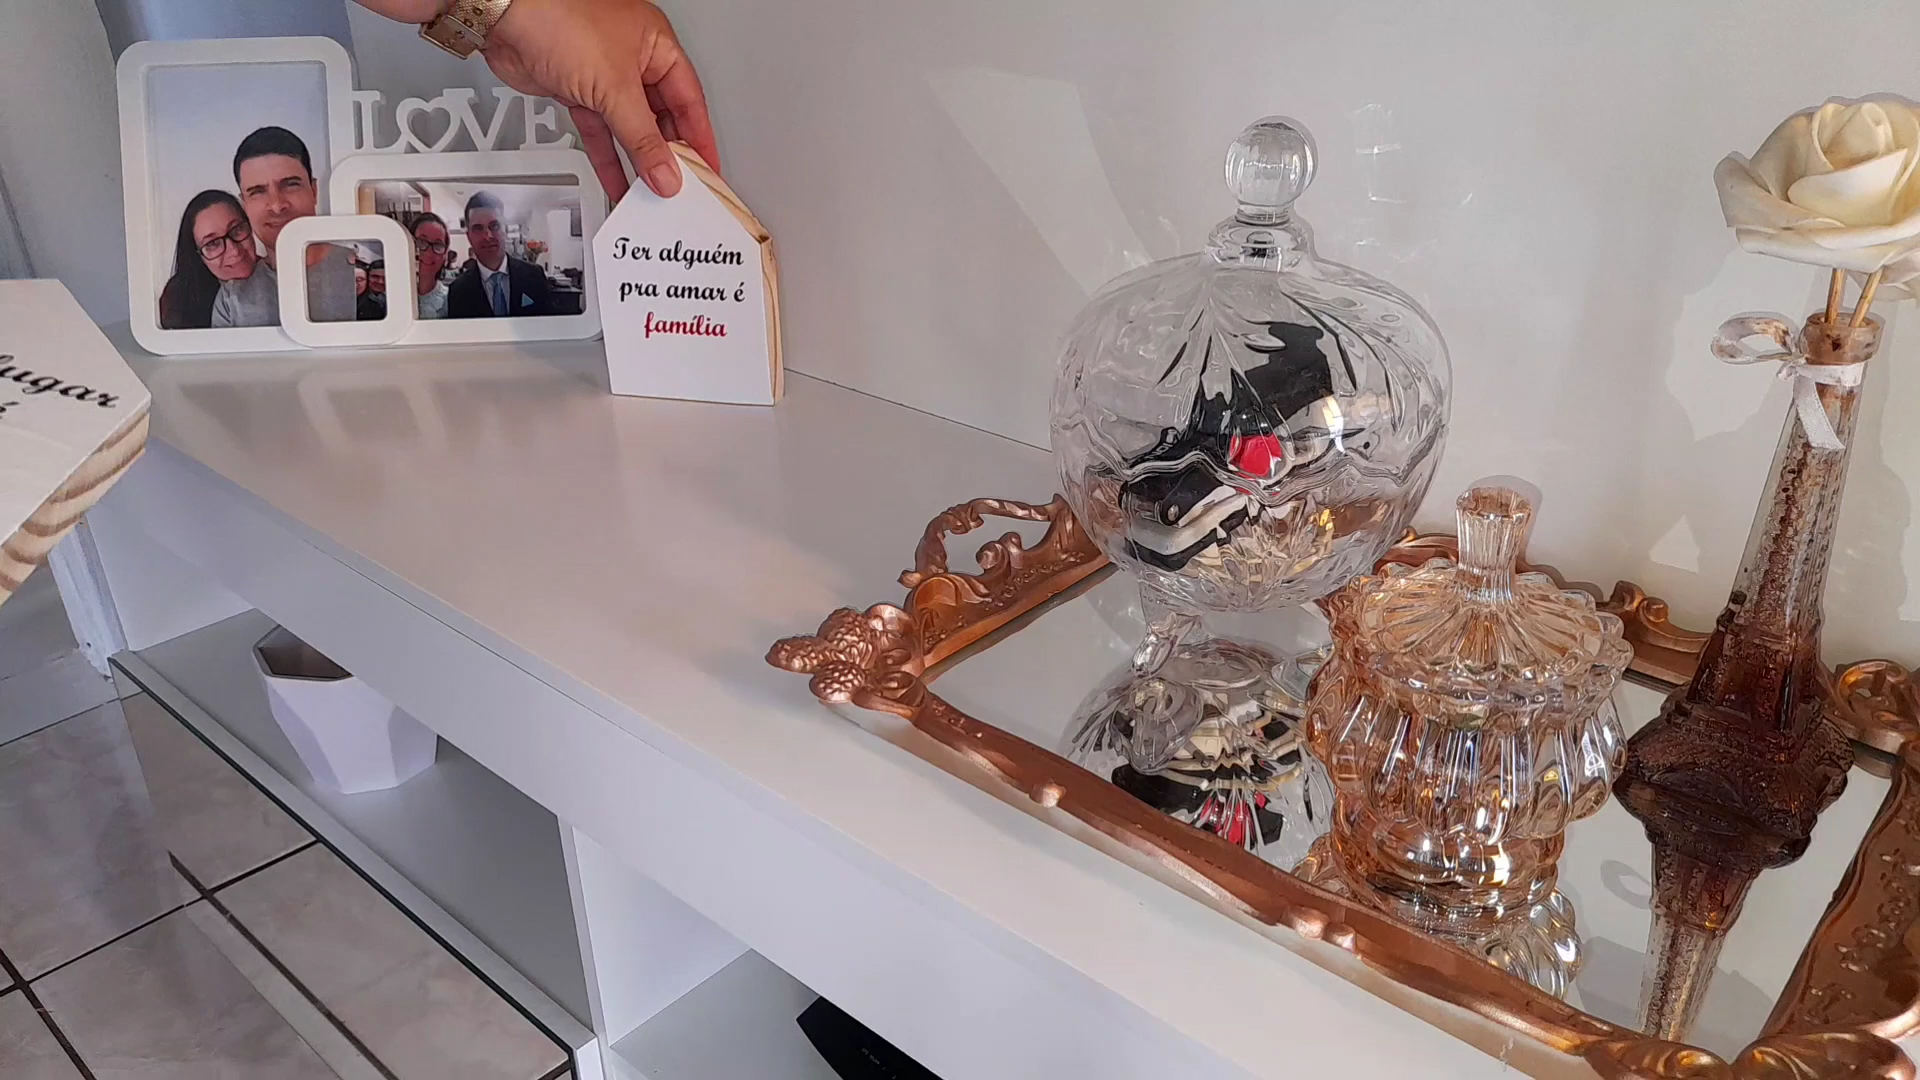 LOVE
Ter alguém
pra amar é
família
lugar
é